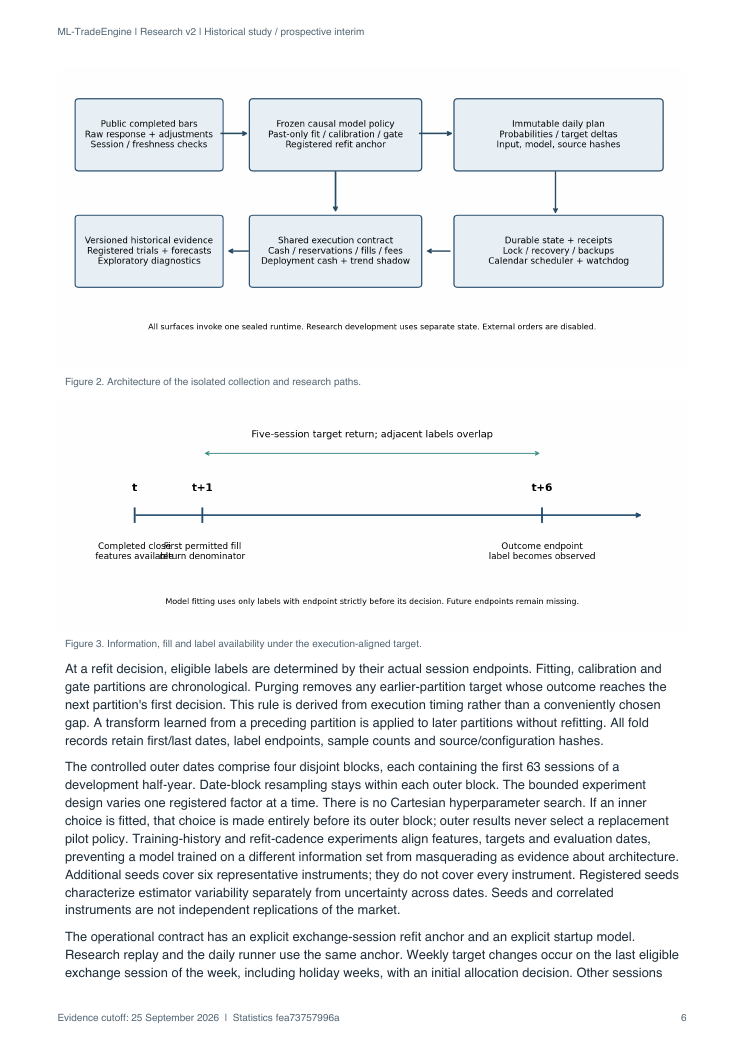 ML-TradeEngine | Research v2 | Historical study / prospective interim
Public completed bars
Raw response + adjustments
Session / freshness checks
Frozen causal model policy
Past-only fit / calibration / gate
Registered refit anchor
Immutable daily plan
Probabilities / target deltas
Input, model, source hashes
Versioned historical evidence
Registered trials + forecasts
Exploratory diagnostics
Shared execution contract
Cash / reservations / fills / fees
Deployment cash + trend shadow
Durable state + receipts
Lock / recovery / backups
Calendar scheduler + watchdog
All surfaces invoke one sealed runtime. Research development uses separate state. External orders are disabled.
Figure 2. Architecture of the isolated collection and research paths.
Five-session target return; adjacent labels overlap
t
t+1
t+6
Completed close
features available
First permitted fill
return denominator
Outcome endpoint
label becomes observed
Model fitting uses only labels with endpoint strictly before its decision. Future endpoints remain missing.
Figure 3. Information, fill and label availability under the execution-aligned target.
At a refit decision, eligible labels are determined by their actual session endpoints. Fitting, calibration and
gate partitions are chronological. Purging removes any earlier-partition target whose outcome reaches the
next partition's first decision. This rule is derived from execution timing rather than a conveniently chosen
gap. A transform learned from a preceding partition is applied to later partitions without refitting. All fold
records retain first/last dates, label endpoints, sample counts and source/configuration hashes.
The controlled outer dates comprise four disjoint blocks, each containing the first 63 sessions of a
development half-year. Date-block resampling stays within each outer block. The bounded experiment
design varies one registered factor at a time. There is no Cartesian hyperparameter search. If an inner
choice is fitted, that choice is made entirely before its outer block; outer results never select a replacement
pilot policy. Training-history and refit-cadence experiments align features, targets and evaluation dates,
preventing a model trained on a different information set from masquerading as evidence about architecture.
Additional seeds cover six representative instruments; they do not cover every instrument. Registered seeds
characterize estimator variability separately from uncertainty across dates. Seeds and correlated
instruments are not independent replications of the market.
The operational contract has an explicit exchange-session refit anchor and an explicit startup model.
Research replay and the daily runner use the same anchor. Weekly target changes occur on the last eligible
exchange session of the week, including holiday weeks, with an initial allocation decision. Other sessions
Evidence cutoff: 25 September 2026 | Statistics fea73757996a
6